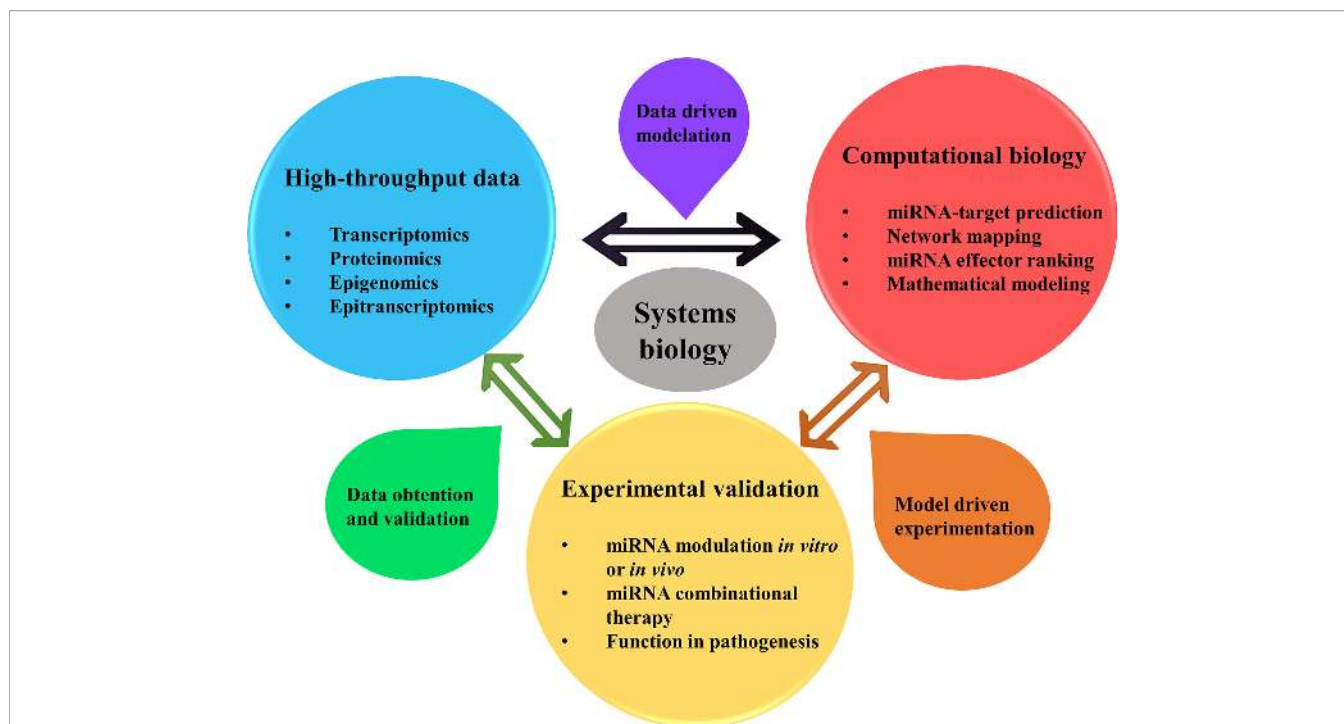 Data driven
modelation
High-throughput data
• Transcriptomics
• Proteinomics
• Epigenomics
• Epitranscriptomics
Computational biology
• miRNA-target prediction
• Network mapping
• miRNA effector ranking
• Mathematical modeling
Systems
biology
Data obtention
and validation
Experimental validation
• miRNA modulation in vitro
or in vivo
• miRNA combinational
therapy
• Function in pathogenesis
Model driven
experimentation